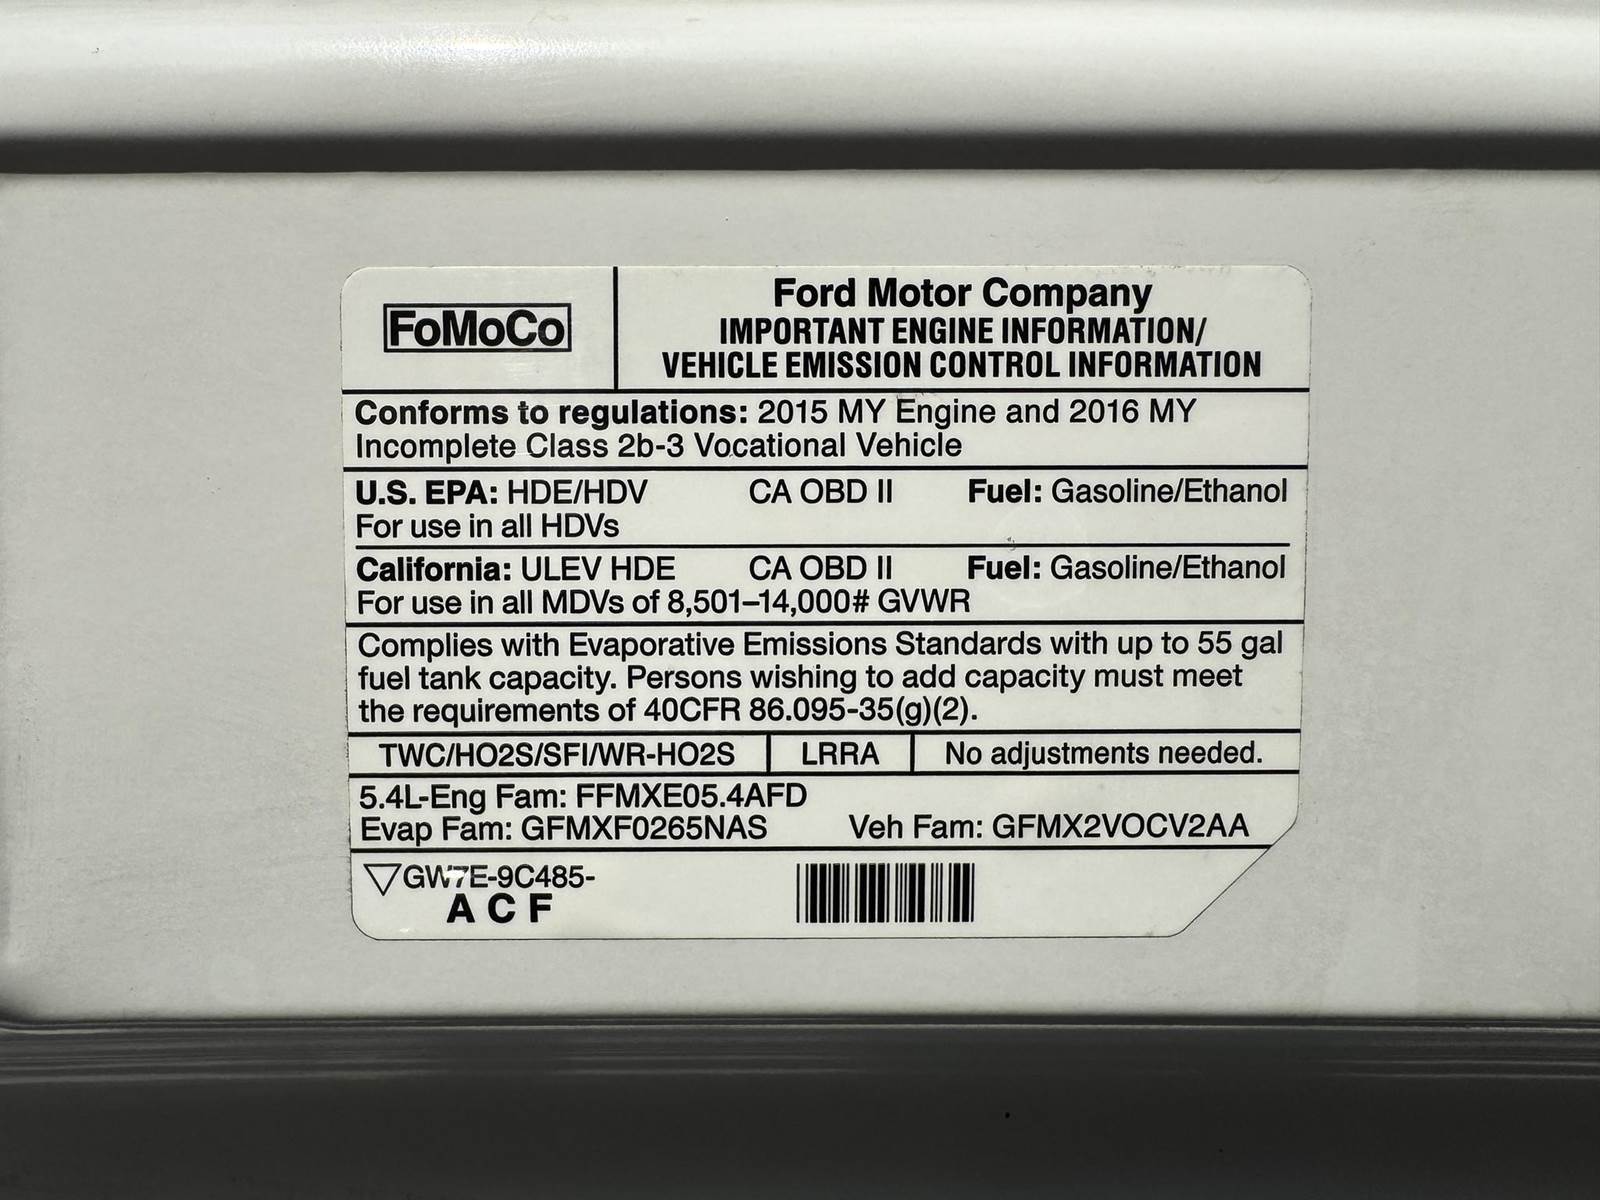 FoMoCo
Ford Motor Company
IMPORTANT ENGINE INFORMATION/
VEHICLE EMISSION CONTROL INFORMATION
Conforms to regulations: 2015 MY Engine and 2016 MY
Incomplete Class 2b-3 Vocational Vehicle
U.S. EPA: HDE/HDV CA OBD II Fuel: Gasoline/Ethanol
For use in all HDVs
California: ULEV HDE CA OBD II Fuel: Gasoline/Ethanol
For use in all MDVs of 8,501–14,000# GVWR
Complies with Evaporative Emissions Standards with up to 55 gal
fuel tank capacity. Persons wishing to add capacity must meet
the requirements of 40CFR 86.095-35(g)(2).
TWC/HO2S/SFI/WR-HO2S LRRA No adjustments needed.
5.4L-Eng Fam: FFMXE05.4AFD
Evap Fam: GFMXF0265NAS Veh Fam: GFMX2VOCV2AA
▽GW7E-9C485-
A C F